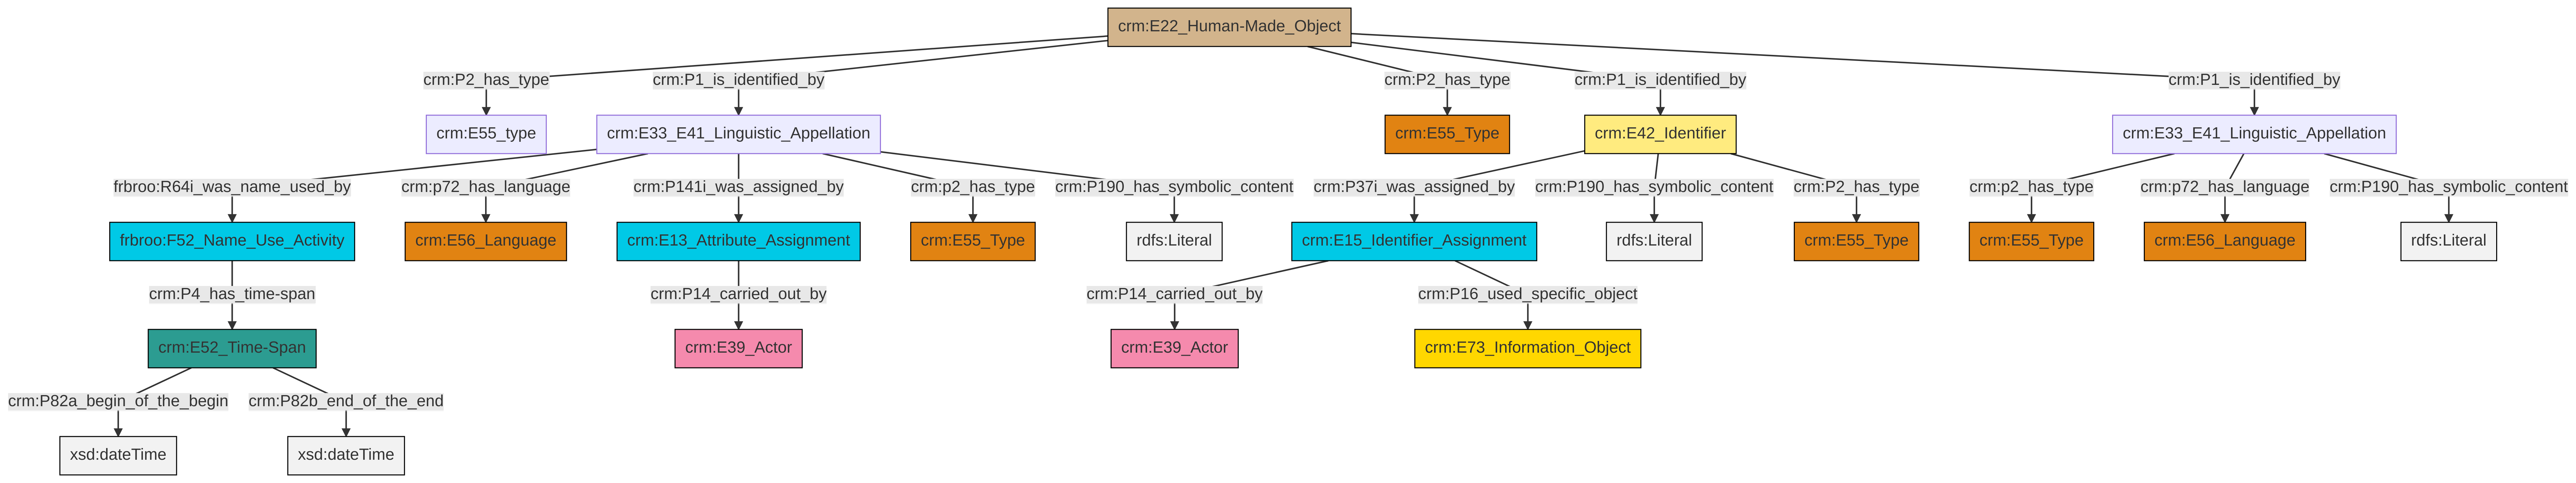 crm:E22_Human-Made_Object
crm:P2_has_type
crm:P1_is_identified_by
crm:P2_has_type
crm:P1_is_identified_by
crm:P1_is_identified_by
crm:E55_type
crm:E33_E41_Linguistic_Appellation
crm:E55_Type
crm:E42_Identifier
crm:E33_E41_Linguistic_Appellation
frbroo:R64i_was_name_used_by
crm:p72_has_language
crm:P141i_was_assigned_by
crm:p2_has_type
crm:P190_has_symbolic_content
crm:P37i_was_assigned_by
crm:P190_has_symbolic_content
crm:P2_has_type
crm:p2_has_type
crm:p72_has_language
crm:P190_has_symbolic_content
frbroo:F52_Name_Use_Activity
crm:E56_Language
crm:E13_Attribute_Assignment
crm:E55_Type
rdfs:Literal
crm:E15_Identifier_Assignment
rdfs:Literal
crm:E55_Type
crm:E55_Type
crm:E56_Language
rdfs:Literal
crm:P4_has_time-span
crm:P14_carried_out_by
crm:P14_carried_out_by
crm:P16_used_specific_object
crm:E52_Time-Span
crm:E39_Actor
crm:E39_Actor
crm:E73_Information_Object
crm:P82a_begin_of_the_begin
crm:P82b_end_of_the_end
xsd:dateTime
xsd:dateTime